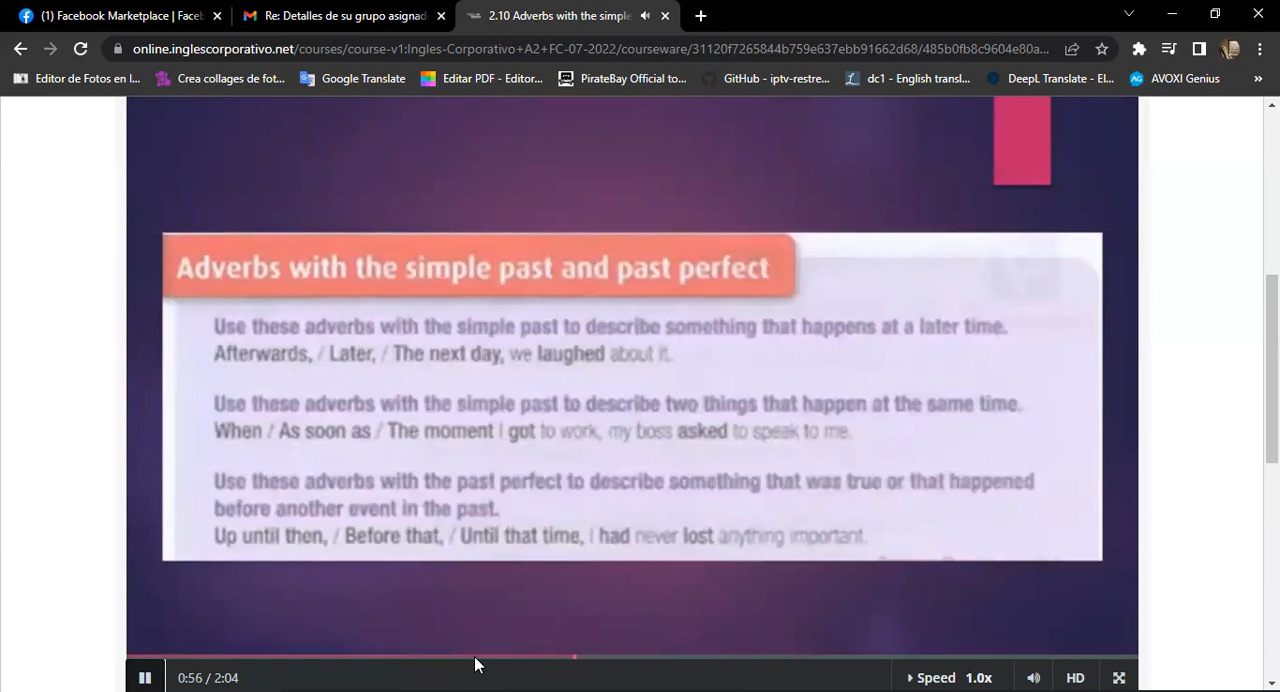 (1) Facebook Marketplace | Faceb
Re: Detalles de su grupo asignad
2.10 Adverbs with the simple
online.inglescorporativo.net/courses/course-v1:Ingles-Corporativo+A2+FC-07-2022/courseware/31120f7265844b759e637ebb91662d68/485b0fb8c9604e80a...
Editor de Fotos en l... Crea collages de fot... Google Translate Editar PDF - Editor... PirateBay Official to... GitHub - iptv-restre... dc1 - English transl... DeepL Translate - El... AVOXI Genius »
Adverbs with the simple past and past perfect
Use these adverbs with the simple past to describe something that happens at a later time.
Afterwards, / Later, / The next day, we laughed about it.
Use these adverbs with the simple past to describe two things that happen at the same time.
When / As soon as / The moment I got to work, my boss asked to speak to me.
Use these adverbs with the past perfect to describe something that was true or that happened
before another event in the past.
Up until then, / Before that, / Until that time, I had never lost anything important.
0:56 / 2:04
Speed 1.0x
HD